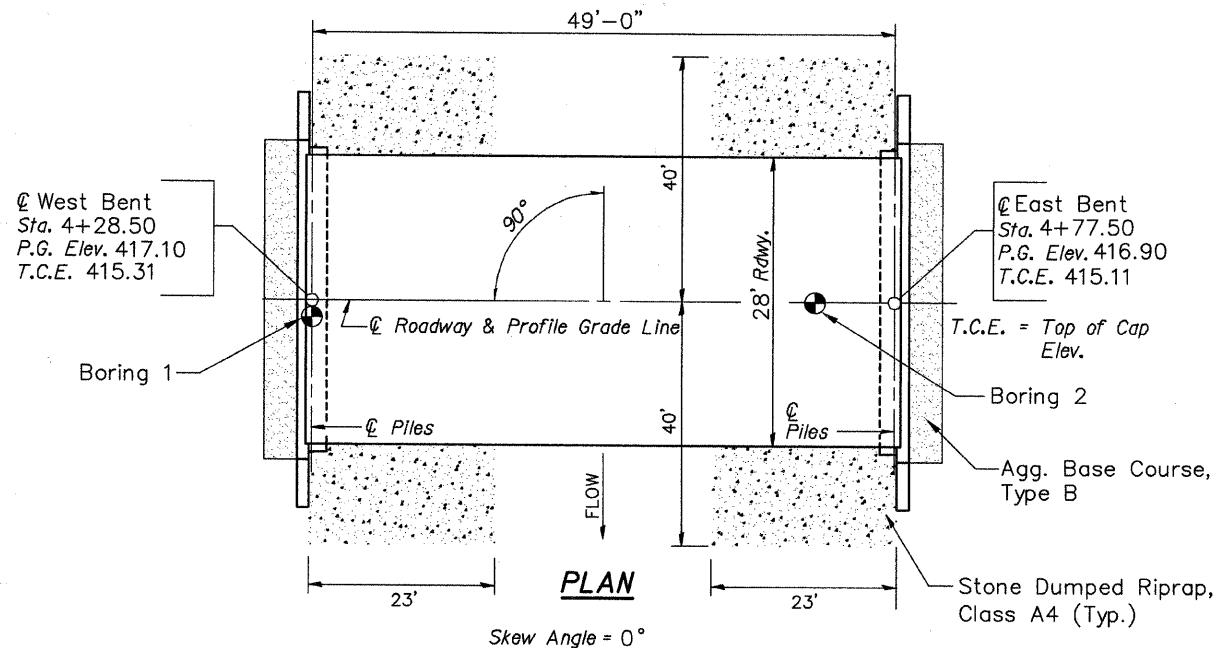 49'-0"
℄ West Bent
Sta. 4+28.50
P.G. Elev. 417.10
T.C.E. 415.31
40'
90°
28' Rdwy.
℄ East Bent
Sta. 4+77.50
P.G. Elev. 416.90
T.C.E. 415.11
℄ Roadway & Profile Grade Line
T.C.E. = Top of Cap
Elev.
Boring 1
Boring 2
℄ Piles
40'
℄
Piles
FLOW
Agg. Base Course,
Type B
23'
PLAN
23'
Stone Dumped Riprap,
Class A4 (Typ.)
Skew Angle = 0°